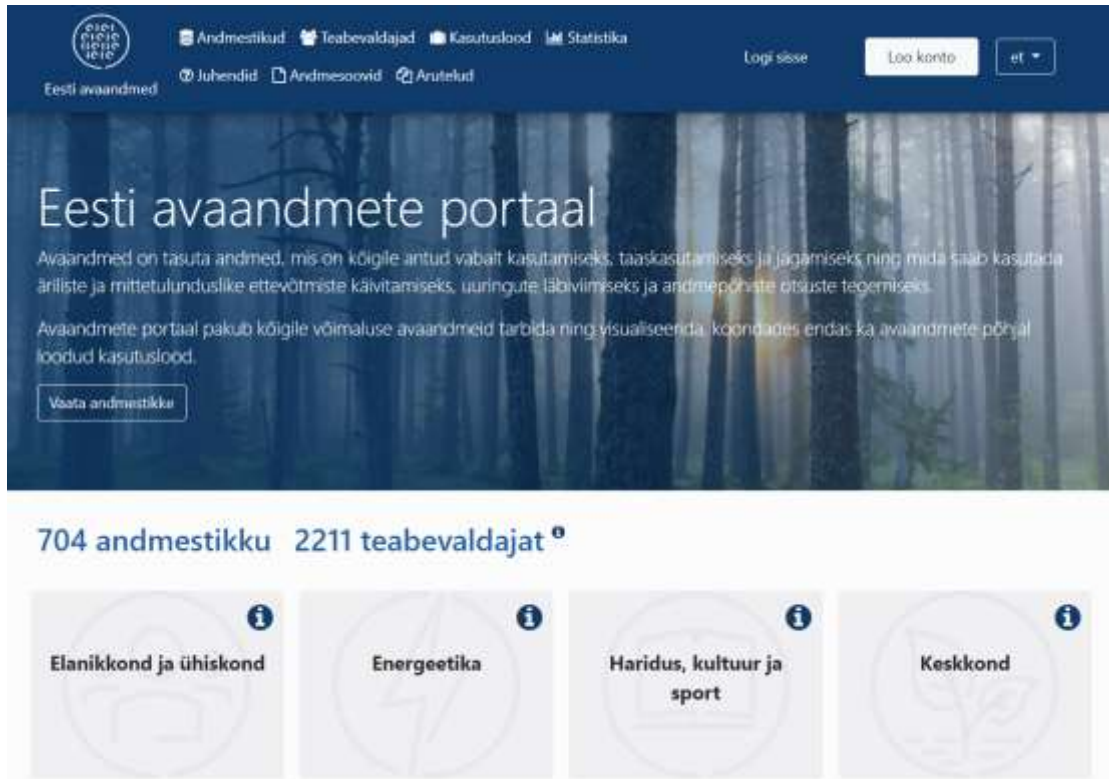 Andmestikud Teabevaldajad Kasutuslood Statistika
Juhendid Andmesoovid Arutelud
Eesti avaandmed
Logi sisse
Loo konto
et
Eesti avaandmete portaal
Avaandmed on tasuta andmed, mis on kõigile antud vabalt kasutamiseks, taaskasutamiseks ja jagamiseks ning mida saab kasutada
äriliste ja mittetulunduslike ettevõtmiste käivitamiseks, uuringute läbiviimiseks ja andmepõhiste otsuste tegemiseks.
Avaandmete portaal pakub kõigile võimaluse avaandmeid tarbida ning visualiseerida, koondades endas ka avaandmete põhjal
loodud kasutuslood.
Vaata andmestikke
704 andmestikku 2211 teabevaldajat
Elanikkond ja ühiskond
Energeetika
Haridus, kultuur ja
sport
Keskkond